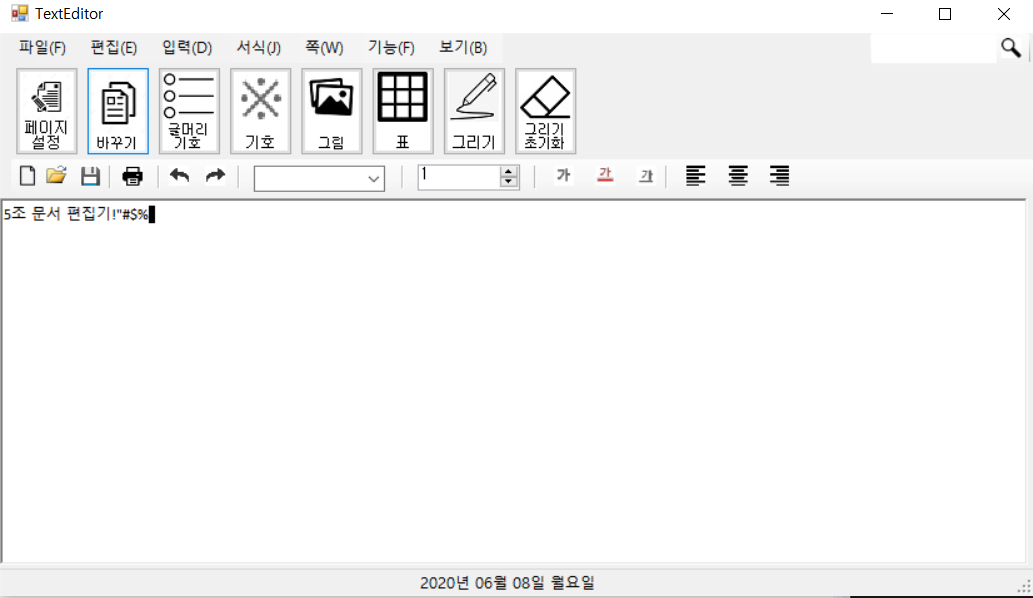 TextEditor
파일(F) 편집(E) 입력(D) 서식(J) 쪽(W) 기능(F) 보기(B)
페이지 설정
바꾸기
글머리 기호
기호
그림
표
그리기
그리기 초기화
1 가 가 가
5조 문서 편집기!"#$%
2020년 06월 08일 월요일